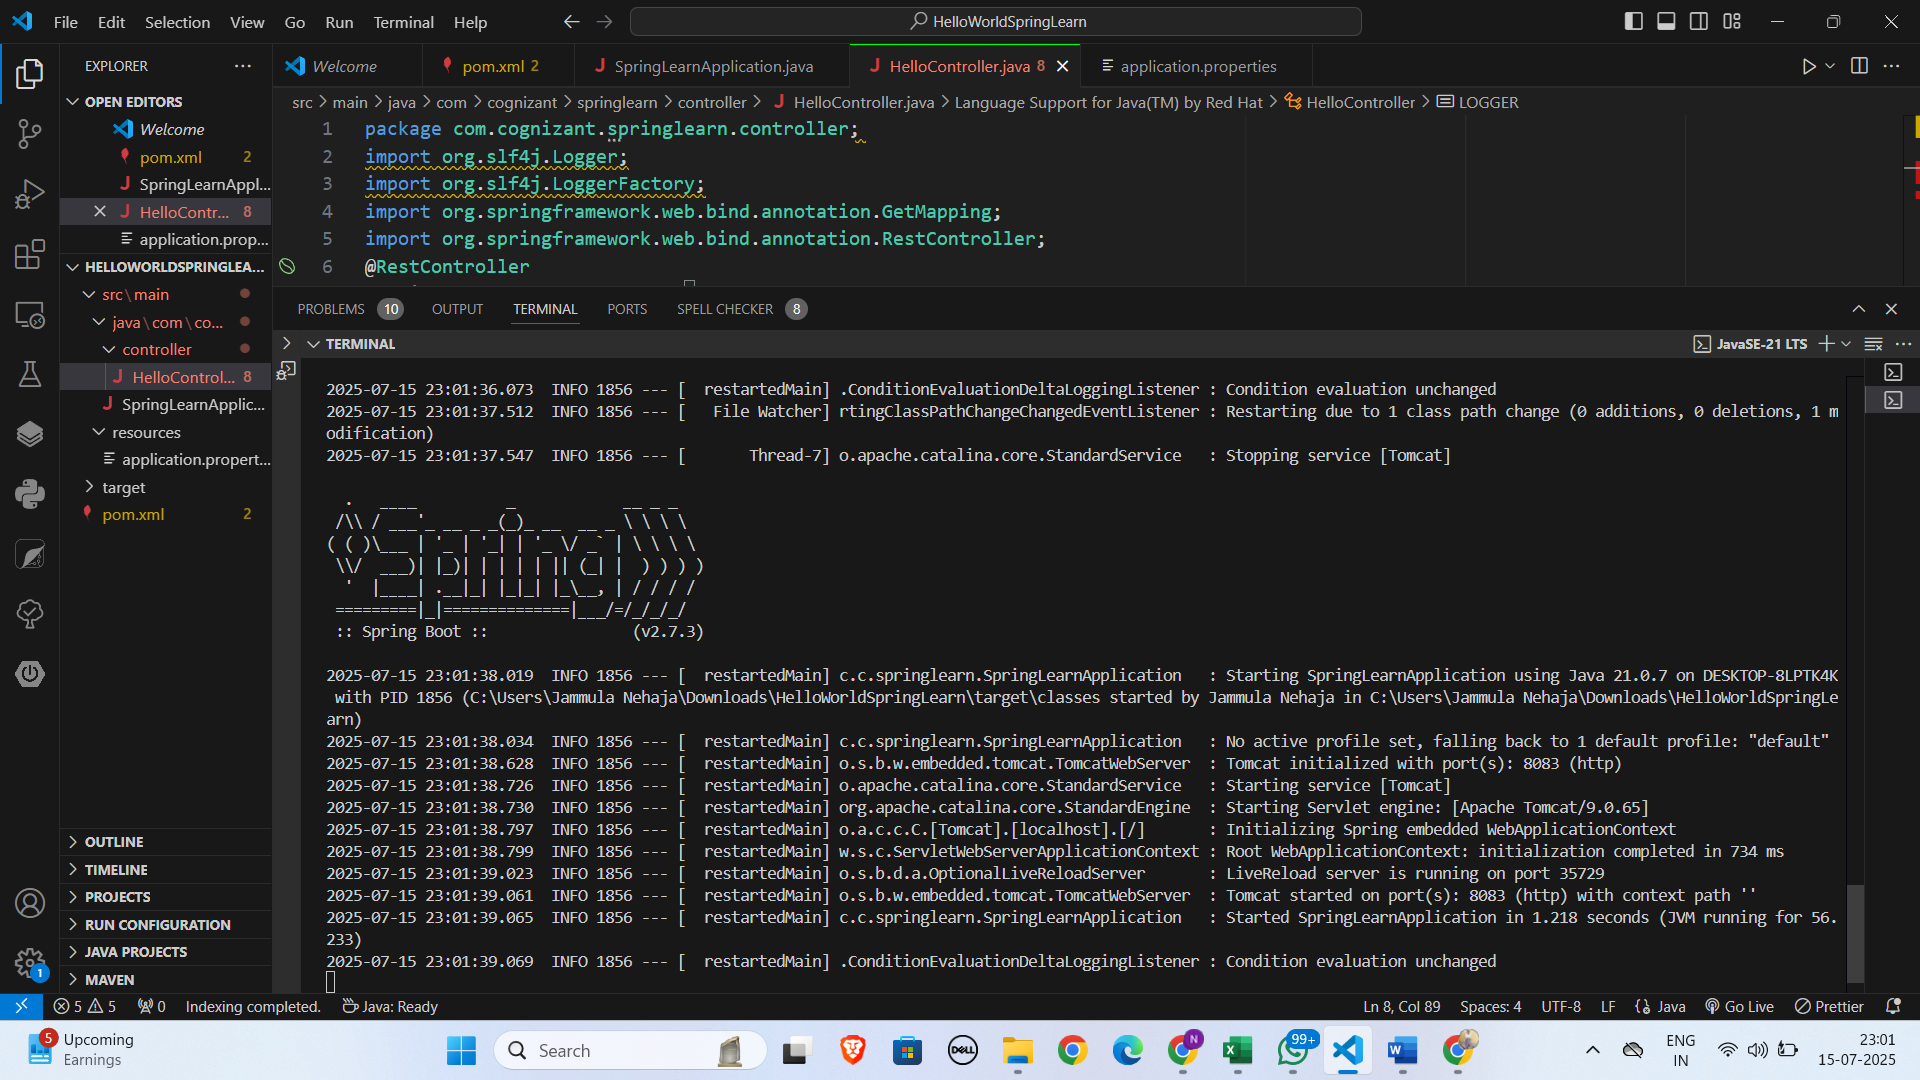 File Edit Selection View Go Run Terminal Help
HelloWorldSpringLearn
EXPLORER
Welcome
pom.xml 2
SpringLearnApplication.java
HelloController.java 8
application.properties
OPEN EDITORS
Welcome
pom.xml 2
SpringLearnAppl...
HelloContr... 8
application.prop...
HELLOWORLDSPRINGLEA...
src\main
java\com\co...
controller
HelloControl... 8
SpringLearnApplic...
resources
application.propert...
target
pom.xml 2
OUTLINE
TIMELINE
PROJECTS
RUN CONFIGURATION
JAVA PROJECTS
MAVEN
src > main > java > com > cognizant > springlearn > controller > HelloController.java > Language Support for Java(TM) by Red Hat > HelloController > LOGGER
1 package com.cognizant.springlearn.controller;
2 import org.slf4j.Logger;
3 import org.slf4j.LoggerFactory;
4 import org.springframework.web.bind.annotation.GetMapping;
5 import org.springframework.web.bind.annotation.RestController;
6 @RestController
PROBLEMS 10 OUTPUT TERMINAL PORTS SPELL CHECKER 8
TERMINAL
JavaSE-21 LTS
2025-07-15 23:01:36.073  INFO 1856 --- [  restartedMain] .ConditionEvaluationDeltaLoggingListener : Condition evaluation unchanged
2025-07-15 23:01:37.512  INFO 1856 --- [   File Watcher] rtingClassPathChangeChangedEventListener : Restarting due to 1 class path change (0 additions, 0 deletions, 1 m
odification)
2025-07-15 23:01:37.547  INFO 1856 --- [       Thread-7] o.apache.catalina.core.StandardService   : Stopping service [Tomcat]
Spring
:: Spring Boot ::                (v2.7.3)
2025-07-15 23:01:38.019  INFO 1856 --- [  restartedMain] c.c.springlearn.SpringLearnApplication   : Starting SpringLearnApplication using Java 21.0.7 on DESKTOP-8LPTK4K
with PID 1856 (C:\Users\Jammula Nehaja\Downloads\HelloWorldSpringLearn\target\classes started by Jammula Nehaja in C:\Users\Jammula Nehaja\Downloads\HelloWorldSpringLe
arn)
2025-07-15 23:01:38.034  INFO 1856 --- [  restartedMain] c.c.springlearn.SpringLearnApplication   : No active profile set, falling back to 1 default profile: "default"
2025-07-15 23:01:38.628  INFO 1856 --- [  restartedMain] o.s.b.w.embedded.tomcat.TomcatWebServer  : Tomcat initialized with port(s): 8083 (http)
2025-07-15 23:01:38.726  INFO 1856 --- [  restartedMain] o.apache.catalina.core.StandardService   : Starting service [Tomcat]
2025-07-15 23:01:38.730  INFO 1856 --- [  restartedMain] org.apache.catalina.core.StandardEngine  : Starting Servlet engine: [Apache Tomcat/9.0.65]
2025-07-15 23:01:38.797  INFO 1856 --- [  restartedMain] o.a.c.c.C.[Tomcat].[localhost].[/]       : Initializing Spring embedded WebApplicationContext
2025-07-15 23:01:38.799  INFO 1856 --- [  restartedMain] w.s.c.ServletWebServerApplicationContext : Root WebApplicationContext: initialization completed in 734 ms
2025-07-15 23:01:39.023  INFO 1856 --- [  restartedMain] o.s.b.d.a.OptionalLiveReloadServer       : LiveReload server is running on port 35729
2025-07-15 23:01:39.061  INFO 1856 --- [  restartedMain] o.s.b.w.embedded.tomcat.TomcatWebServer  : Tomcat started on port(s): 8083 (http) with context path ''
2025-07-15 23:01:39.065  INFO 1856 --- [  restartedMain] c.c.springlearn.SpringLearnApplication   : Started SpringLearnApplication in 1.218 seconds (JVM running for 56.
233)
2025-07-15 23:01:39.069  INFO 1856 --- [  restartedMain] .ConditionEvaluationDeltaLoggingListener : Condition evaluation unchanged
1
5 5 0 Indexing completed. Java: Ready
Ln 8, Col 89 Spaces: 4 UTF-8 LF {} Java Go Live Prettier
5 Upcoming
Earnings
Search
DELL
N
99+
ENG
IN
23:01
15-07-2025